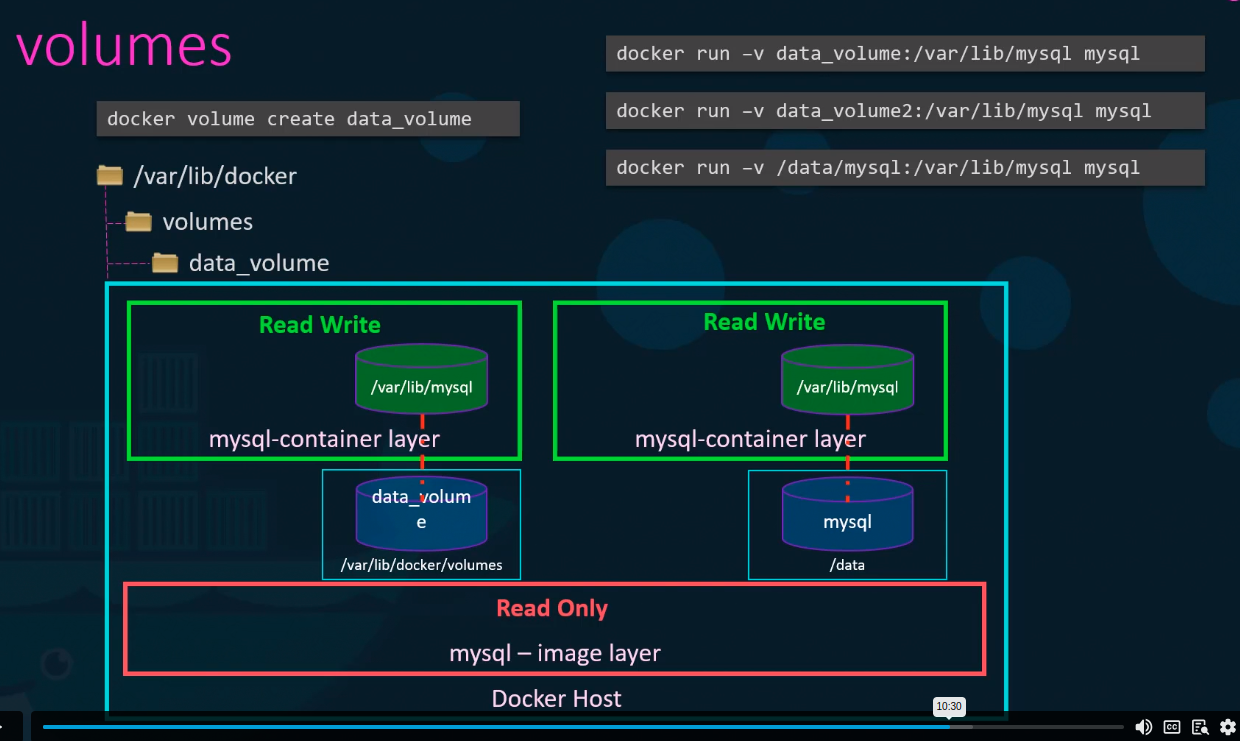 volumes
docker volume create data_volume
/var/lib/docker
volumes
data_volume
docker run –v data_volume:/var/lib/mysql mysql
docker run –v data_volume2:/var/lib/mysql mysql
docker run –v /data/mysql:/var/lib/mysql mysql
Read Write
/var/lib/mysql
mysql-container layer
data_volum
e
/var/lib/docker/volumes
Read Write
/var/lib/mysql
mysql-container layer
mysql
/data
Read Only
mysql – image layer
Docker Host
10:30
CC